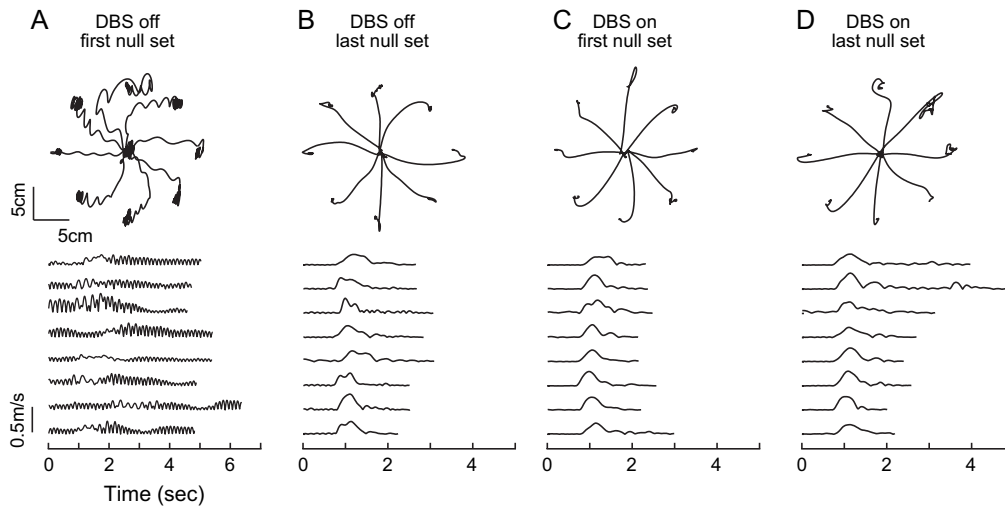 A
DBS off
first null set
B
DBS off
last null set
C
DBS on
first null set
D
DBS on
last null set
5cm
5cm
0.5m/s
0 2 4 6
0 2 4
0 2 4
0 2 4
Time (sec)